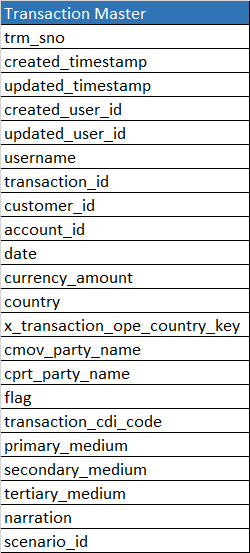 Transaction Master
trm_sno
created_timestamp
updated_timestamp
created_user_id
updated_user_id
username
transaction_id
customer_id
account_id
date
currency_amount
country
x_transaction_ope_country_key
cmov_party_name
cprt_party_name
flag
transaction_cdi_code
primary_medium
secondary_medium
tertiary_medium
narration
scenario_id